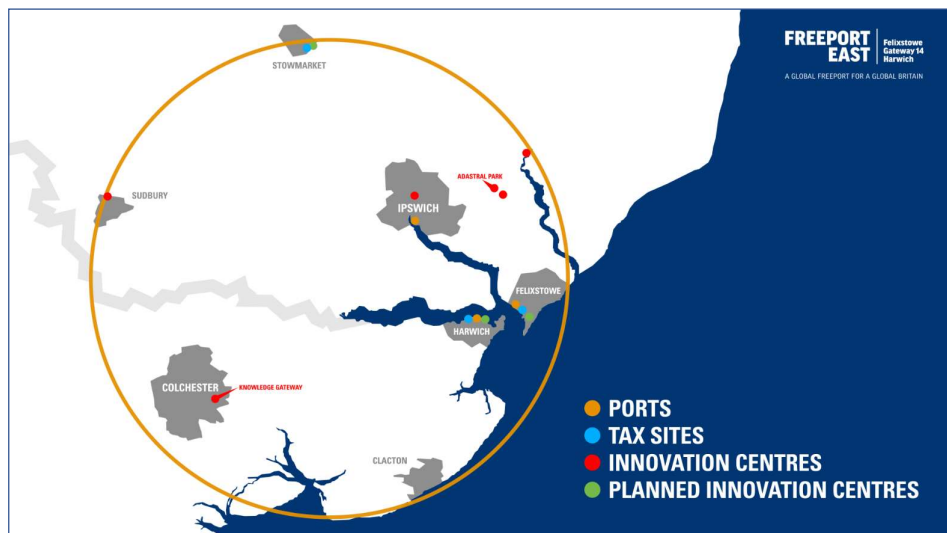 FREEPORT
EAST
Felixstowe
Gateway 14
Harwich
A GLOBAL FREEPORT FOR A GLOBAL BRITAIN
STOWMARKET
SUDBURY
ADASTRAL PARK
IPSWICH
FELIXSTOWE
HARWICH
COLCHESTER
KNOWLEDGE GATEWAY
CLACTON
PORTS
TAX SITES
INNOVATION CENTRES
PLANNED INNOVATION CENTRES